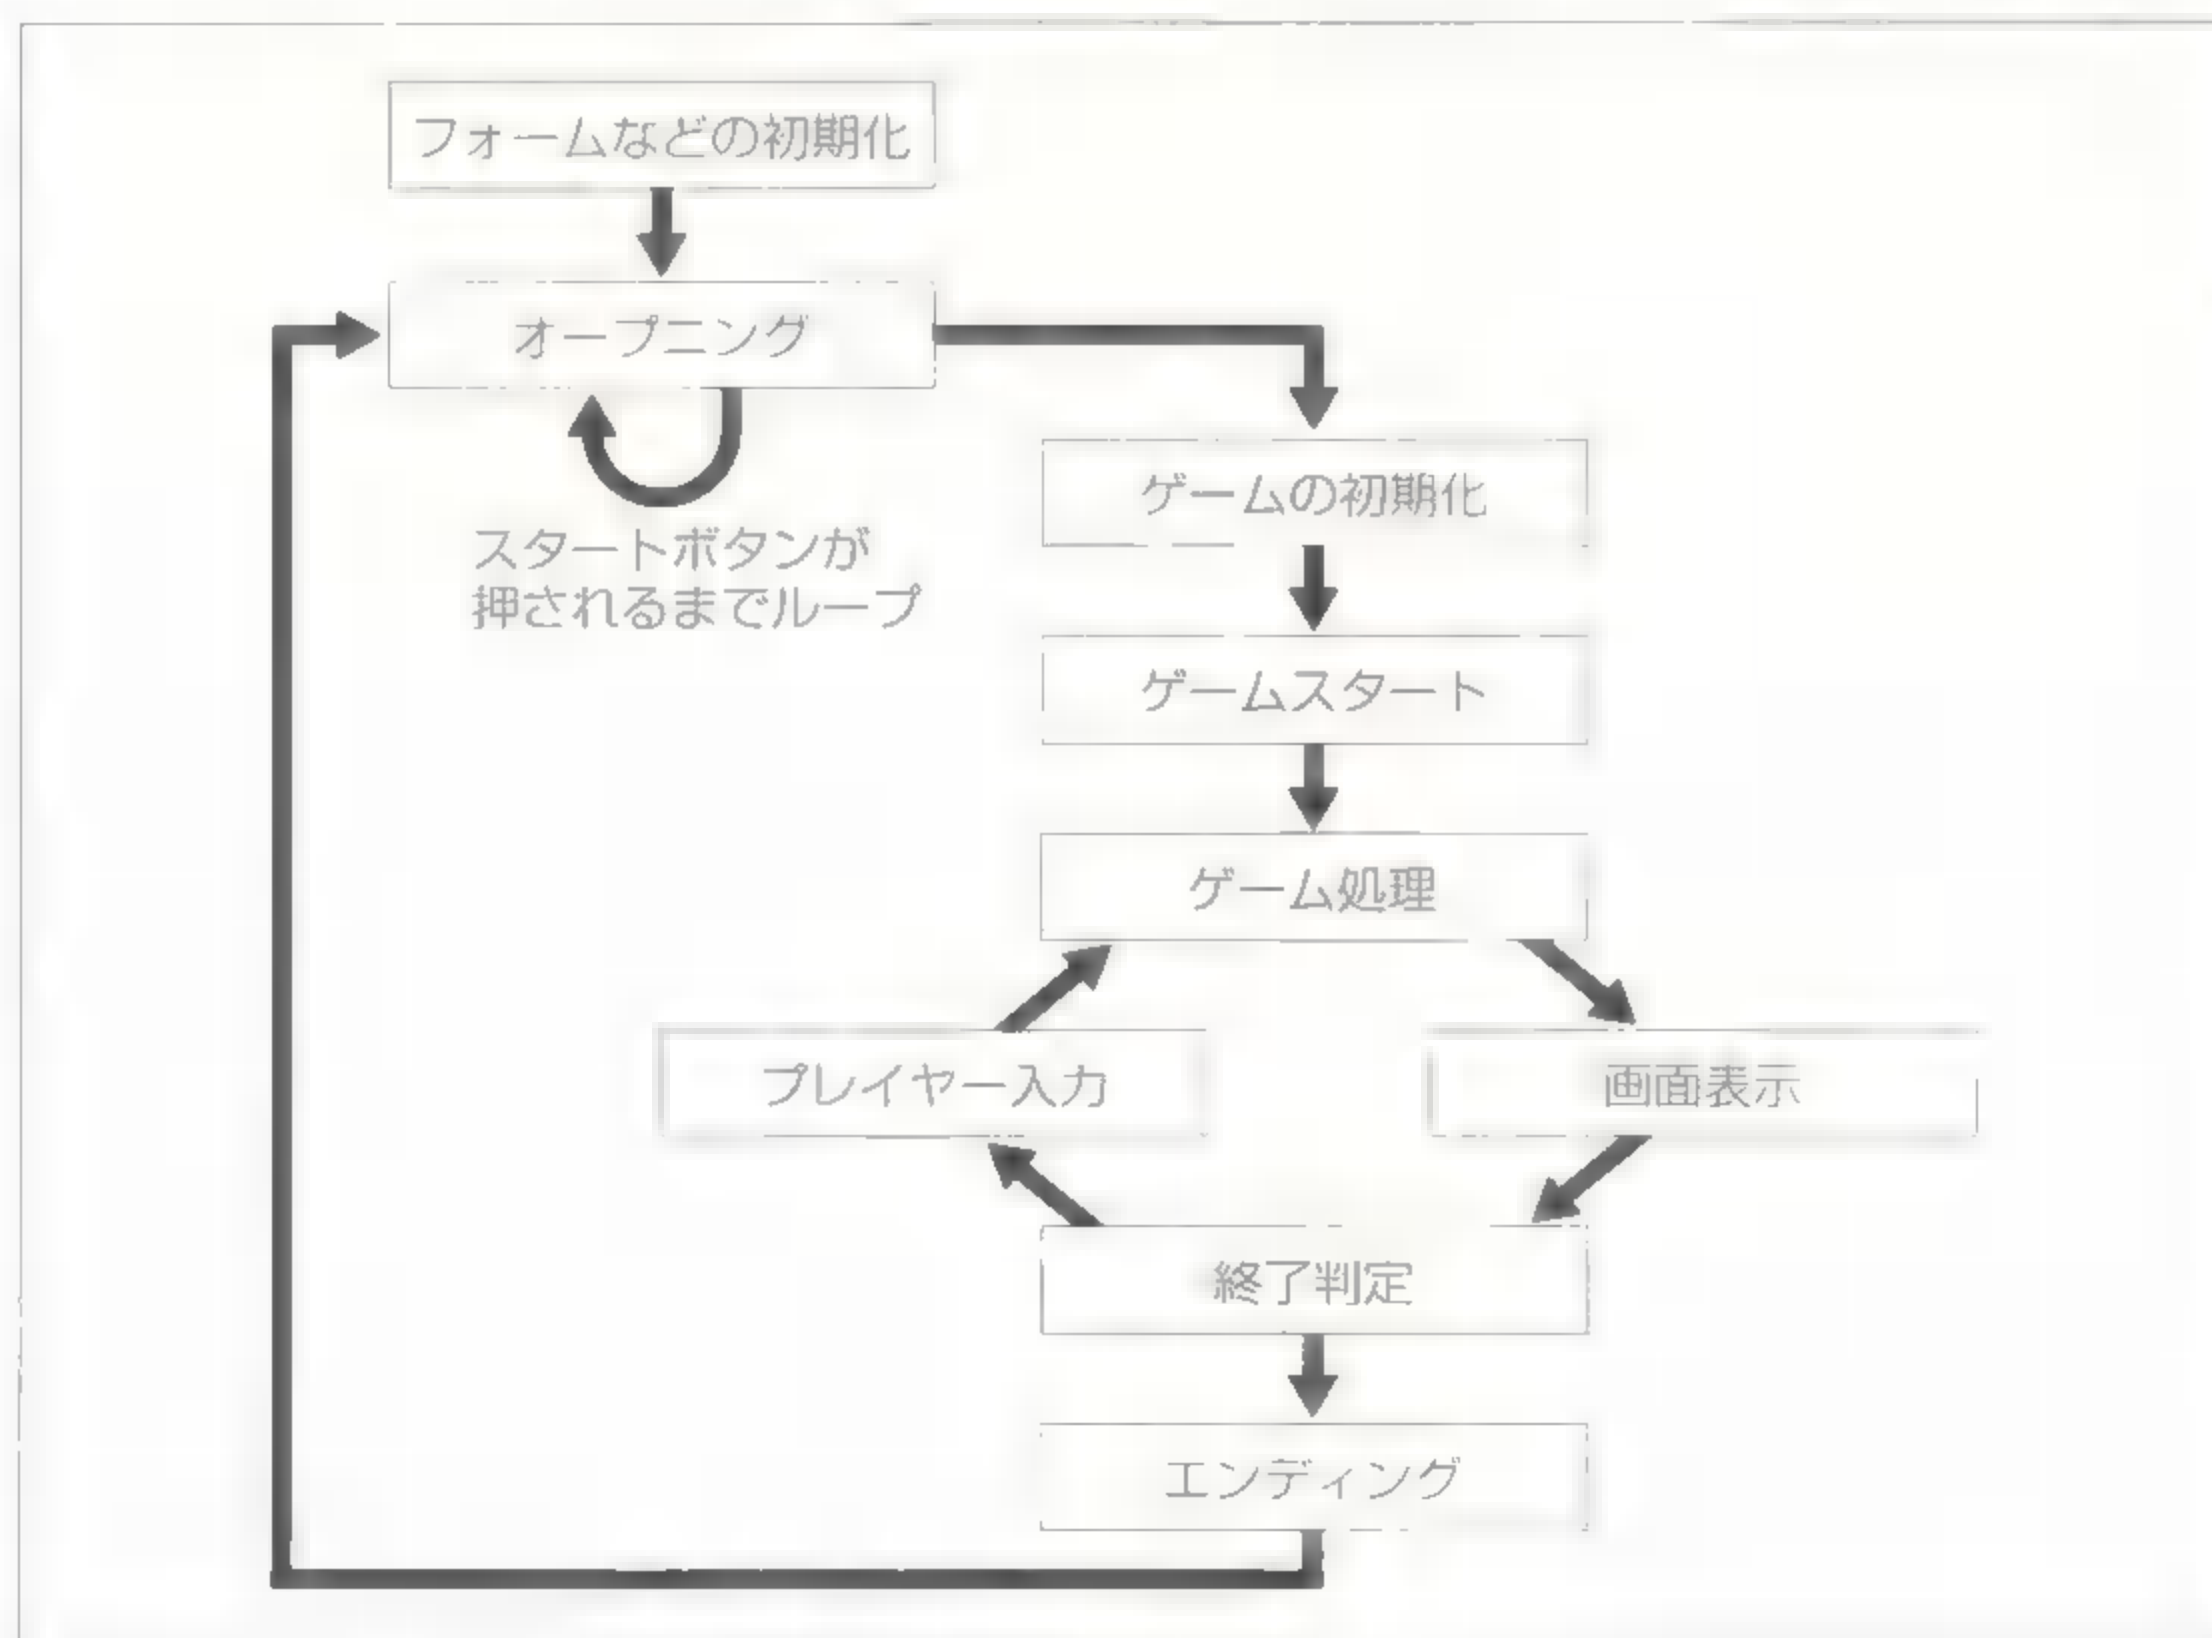 フォームなどの初期化
オープニング
スタートボタンが
押されるまでループ
ゲームの初期化
ゲームスタート
ゲーム処理
プレイヤー入力
画面表示
終了判定
エンディング